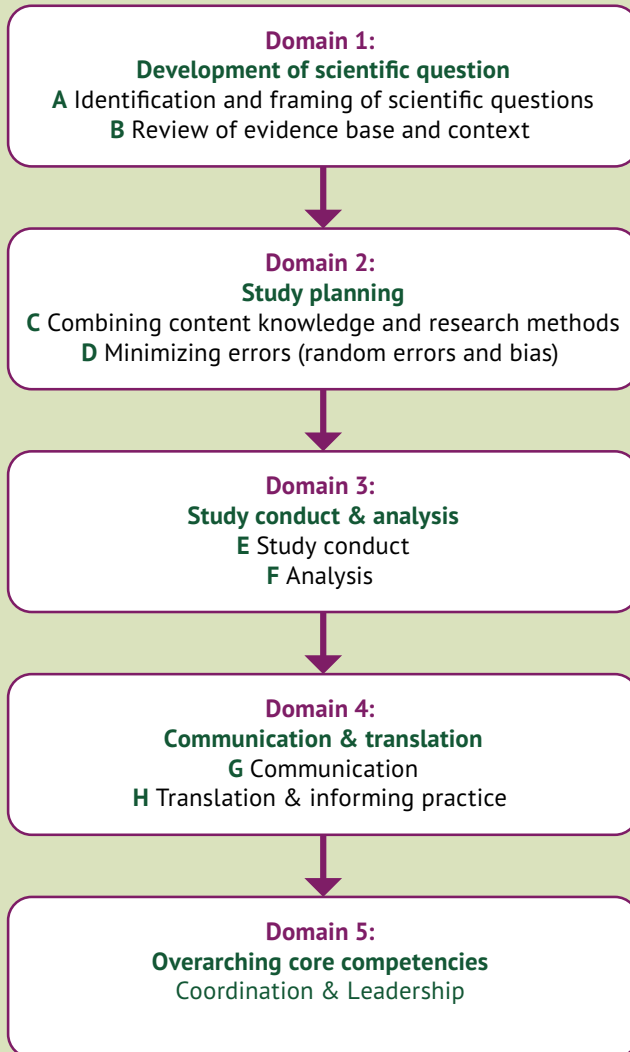 Domain 1:
Development of scientific question
A Identification and framing of scientific questions
B Review of evidence base and context
Domain 2:
Study planning
C Combining content knowledge and research methods
D Minimizing errors (random errors and bias)
Domain 3:
Study conduct & analysis
E Study conduct
F Analysis
Domain 4:
Communication & translation
G Communication
H Translation & informing practice
Domain 5:
Overarching core competencies
Coordination & Leadership